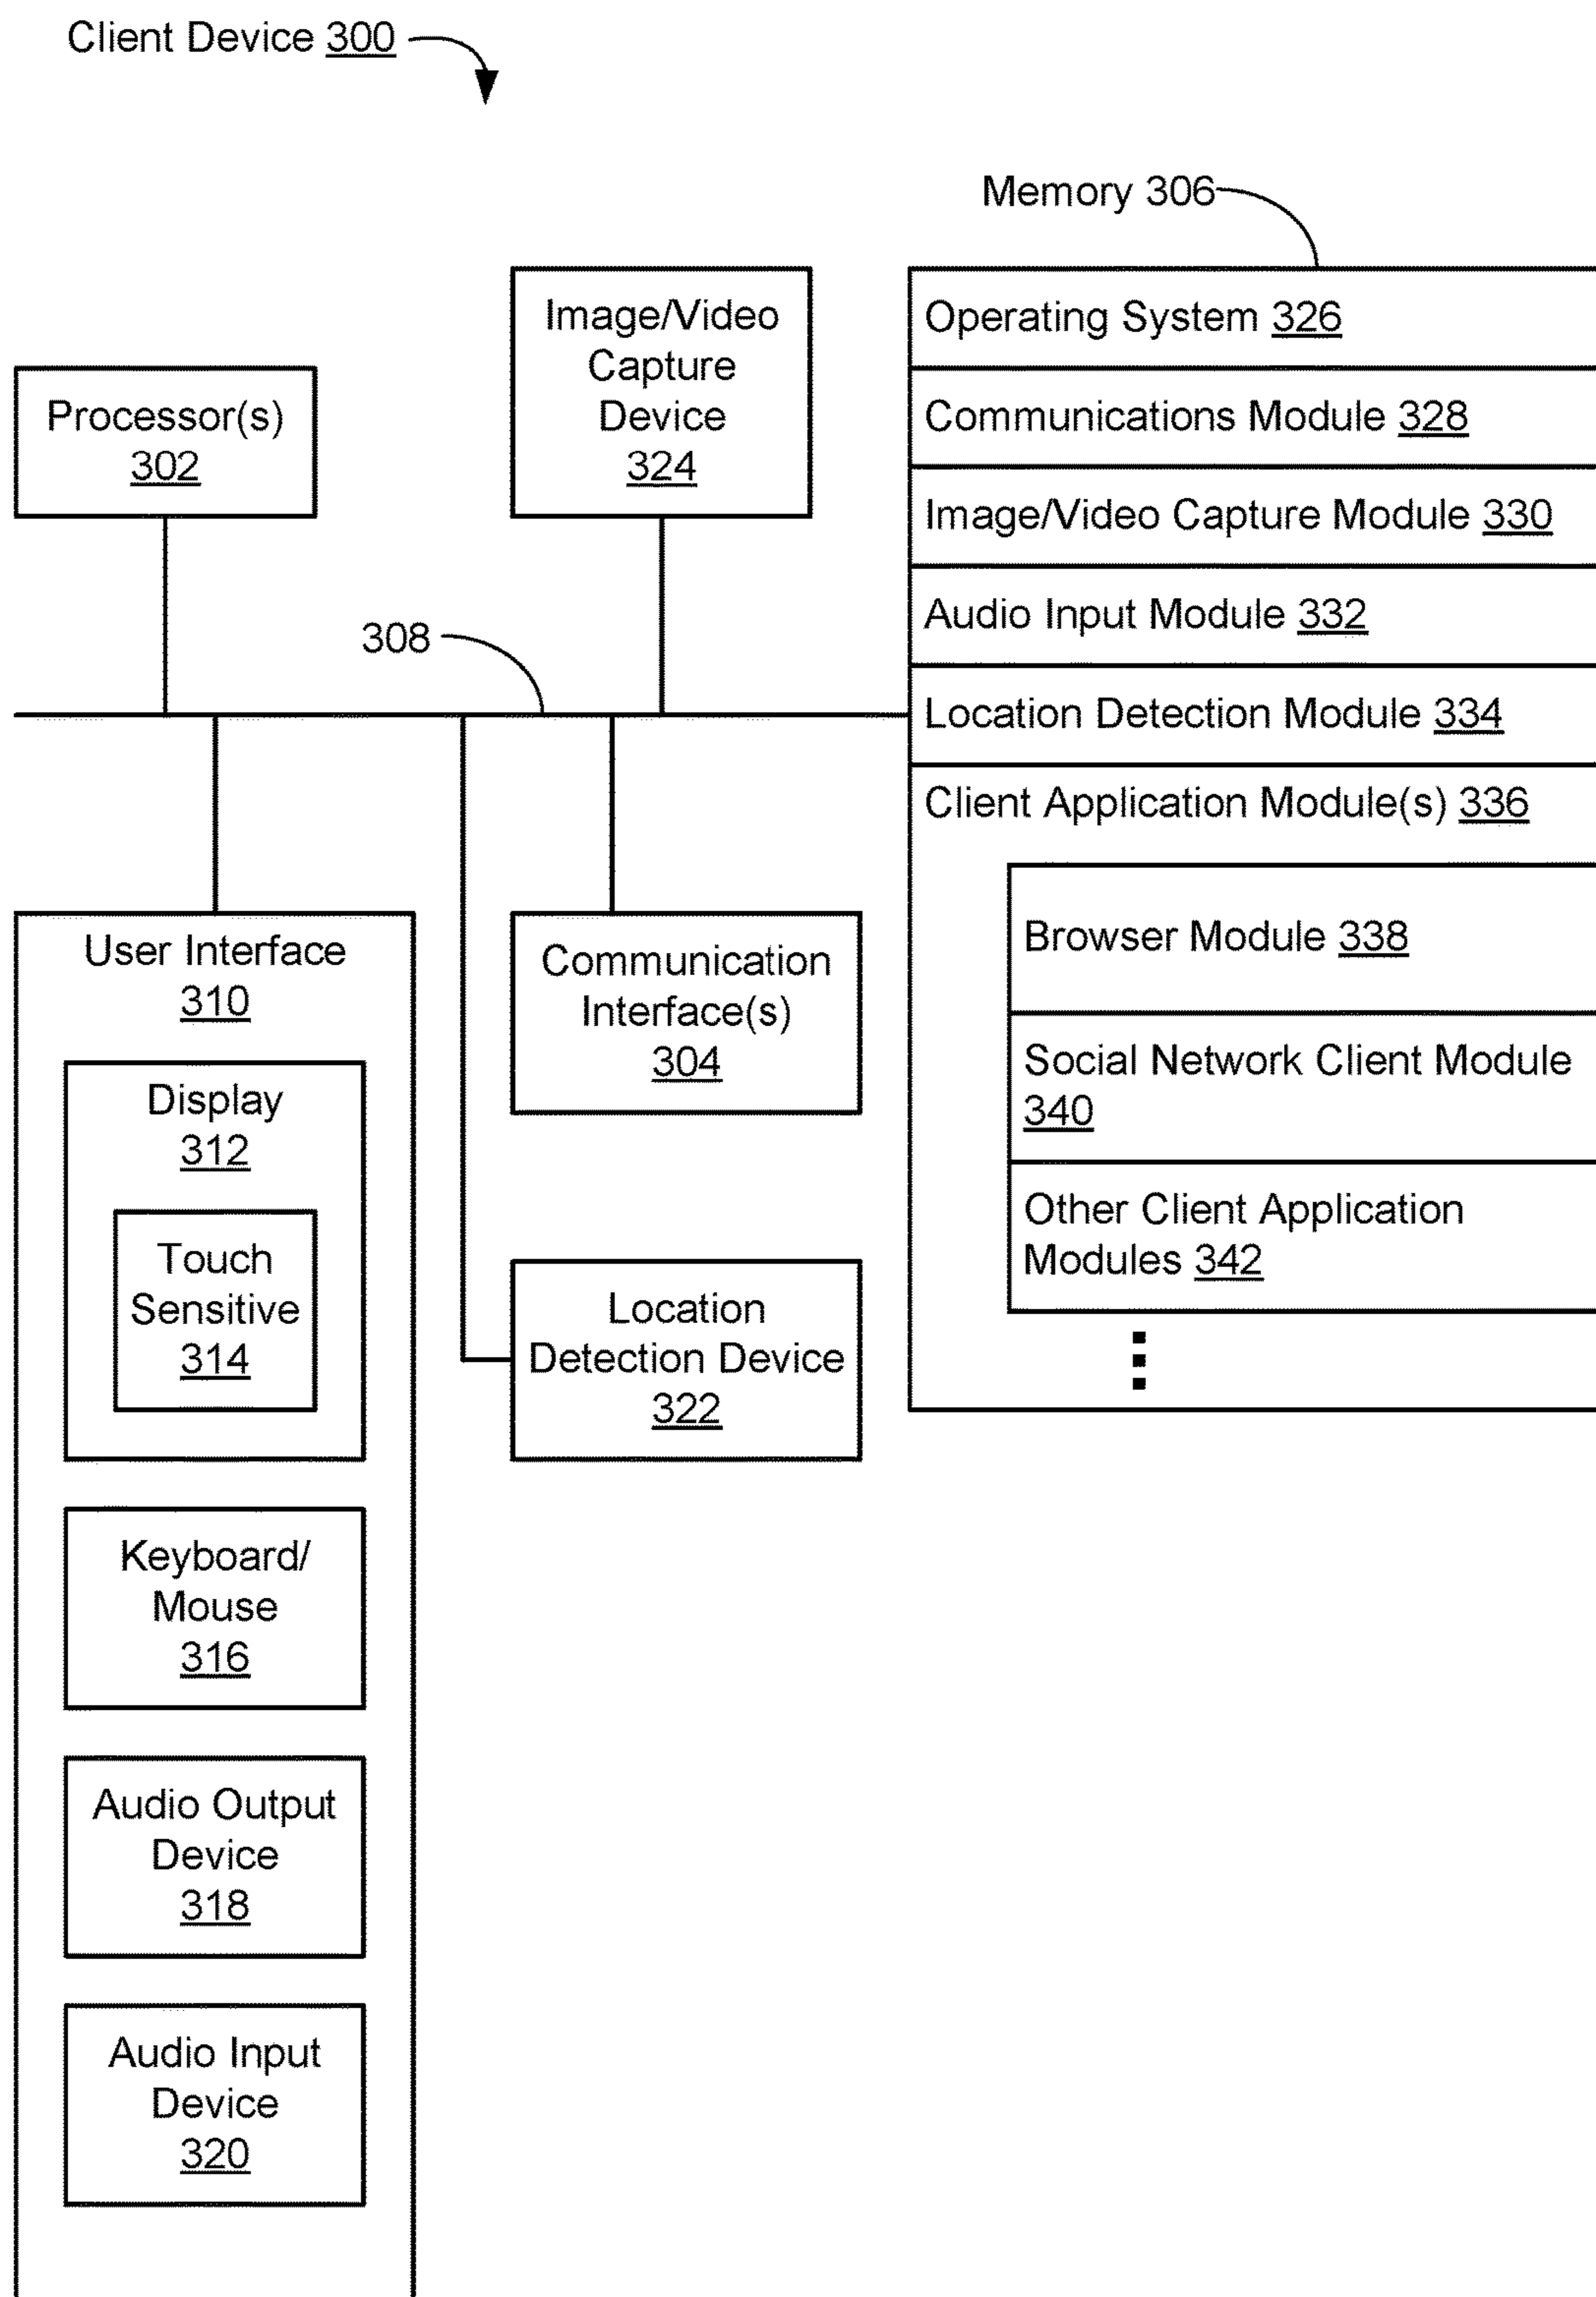 Client Device 300
Memory 306
Processor(s)
302
Image/Video
Capture
Device
324
308
User Interface
310
Display
312
Touch
Sensitive
314
Keyboard/
Mouse
316
Audio Output
Device
318
Audio Input
Device
320
Communication
Interface(s)
304
Location
Detection Device
322
Operating System 326
Communications Module 328
Image/Video Capture Module 330
Audio Input Module 332
Location Detection Module 334
Client Application Module(s) 336
Browser Module 338
Social Network Client Module
340
Other Client Application
Modules 342